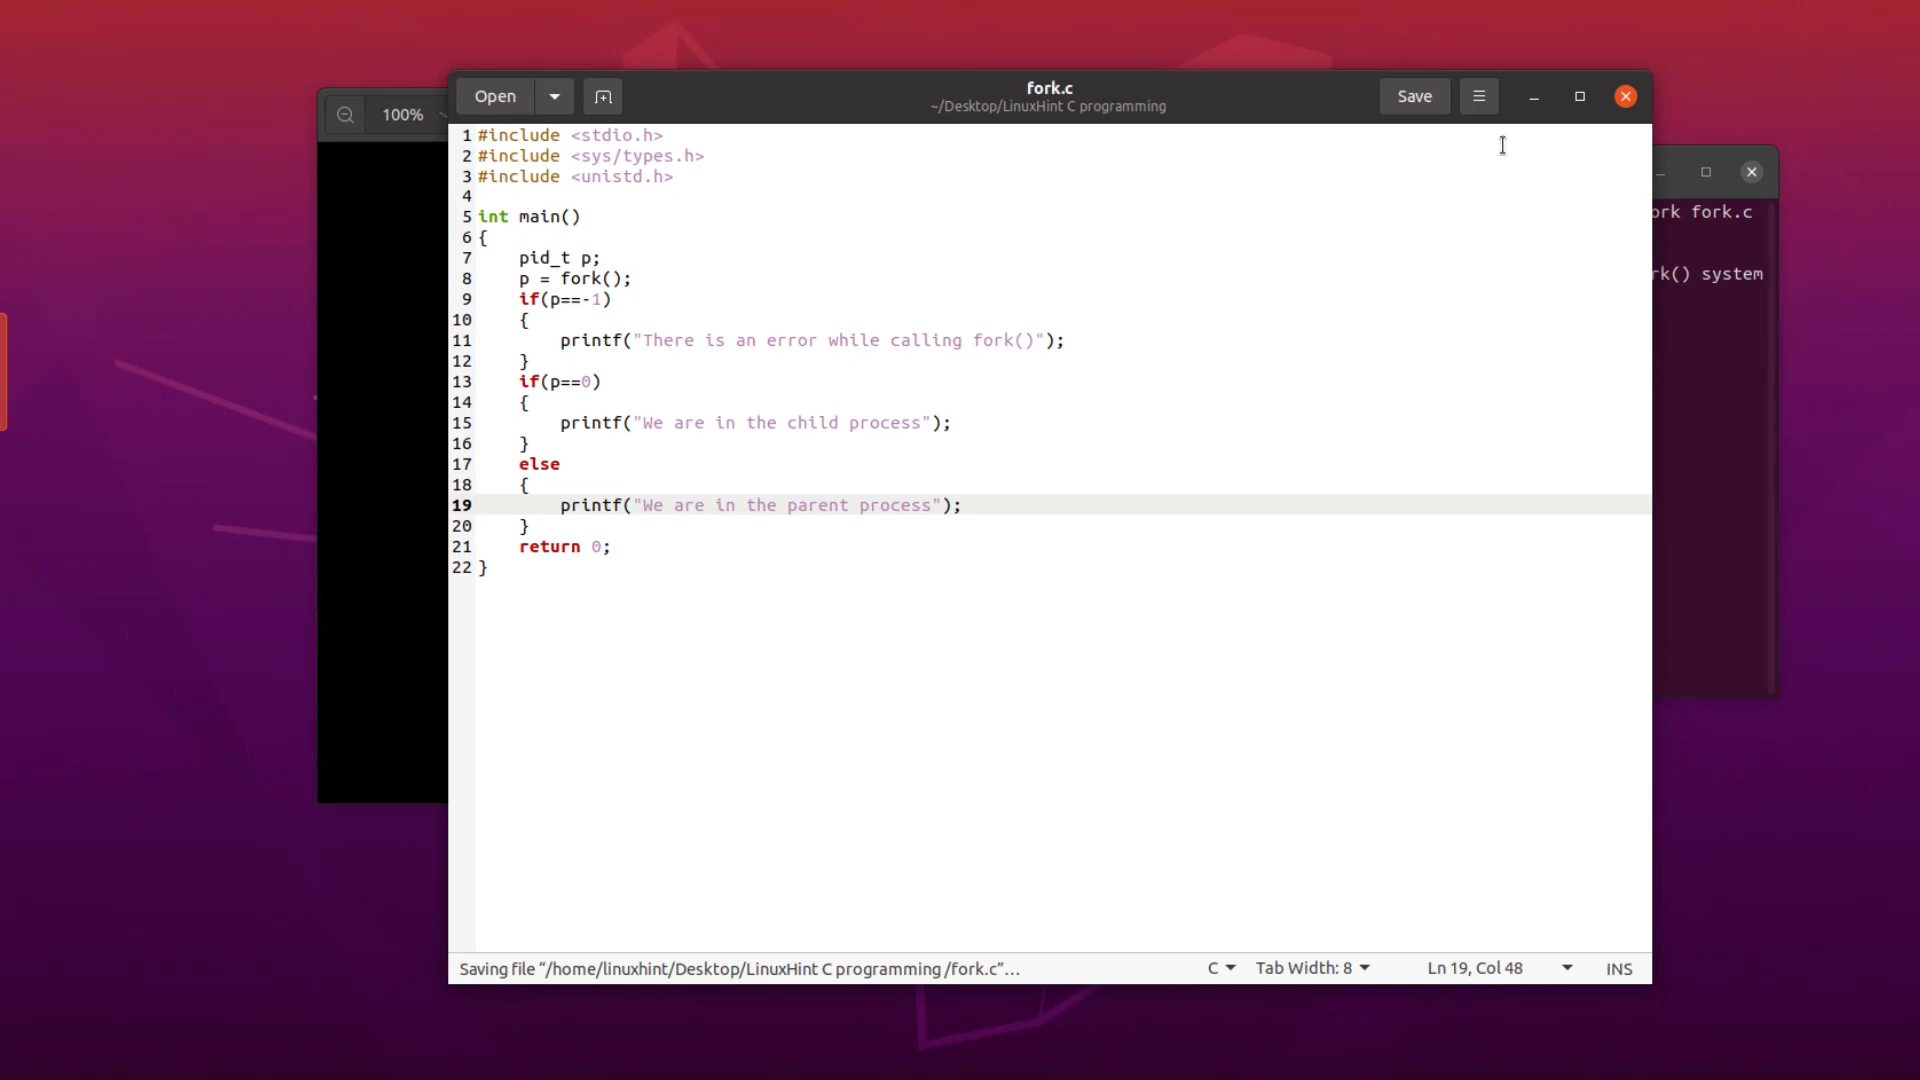 Open
fork.c
~/Desktop/LinuxHint C programming
Save
100%
1 #include <stdio.h>
2 #include <sys/types.h>
3 #include <unistd.h>
4
5 int main()
6 {
7 pid_t p;
8 p = fork();
9 if(p==-1)
10 {
11 printf("There is an error while calling fork()");
12 }
13 if(p==0)
14 {
15 printf("We are in the child process");
16 }
17 else
18 {
19 printf("We are in the parent process");
20 }
21 return 0;
22 }
fork.c
system
Saving file “/home/linuxhint/Desktop/LinuxHint C programming /fork.c”…
C
Tab Width: 8
Ln 19, Col 48
INS